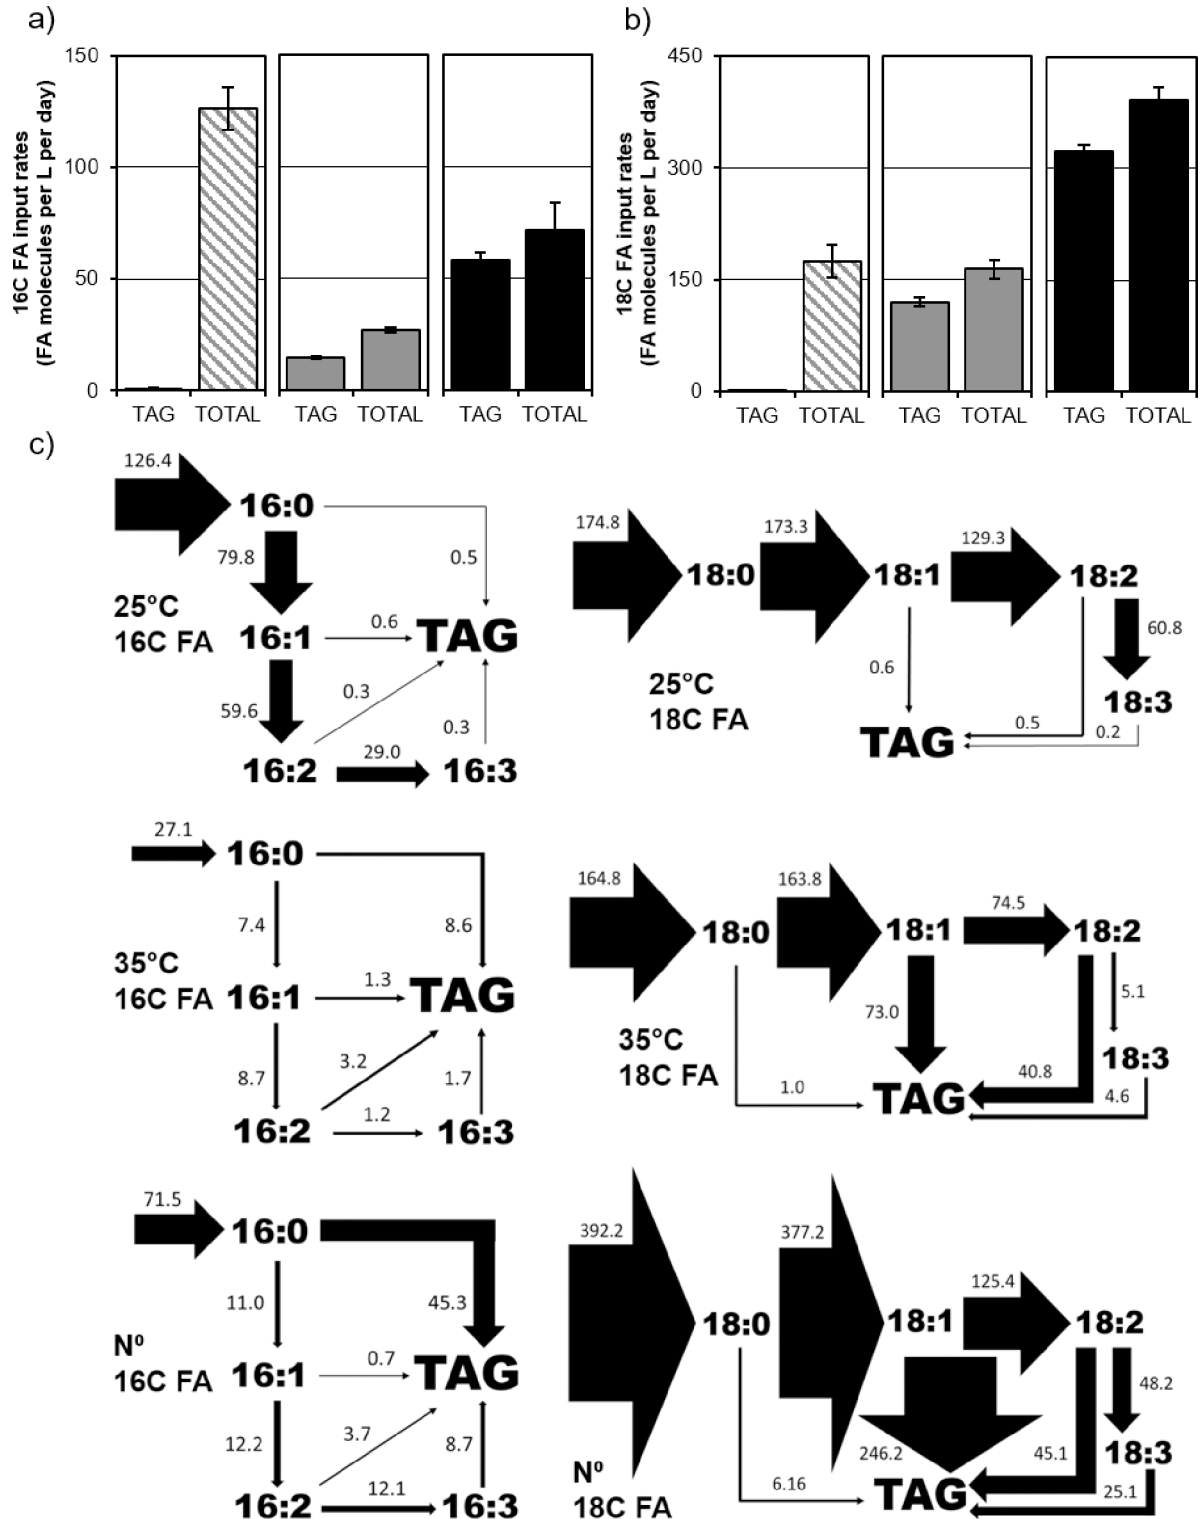 a)
16C FA input rates
(FA molecules per L per day)
150
100
50
0
TAG TOTAL TAG TOTAL TAG TOTAL
b)
18C FA input rates
(FA molecules per L per day)
450
300
150
0
TAG TOTAL TAG TOTAL TAG TOTAL
c)
126.4
16:0
79.8
0.5
25°C
16C FA
16:1
0.6
TAG
59.6
0.3
0.3
16:2
29.0
16:3
174.8
18:0
173.3
18:1
129.3
18:2
60.8
0.6
25°C
18C FA
18:3
0.5
0.2
TAG
27.1
16:0
7.4
8.6
35°C
16C FA
16:1
1.3
TAG
8.7
3.2
1.7
16:2
1.2
16:3
164.8
18:0
163.8
18:1
74.5
18:2
5.1
73.0
35°C
18C FA
18:3
1.0
40.8
4.6
TAG
71.5
16:0
11.0
45.3
Nº
16C FA
16:1
0.7
TAG
12.2
3.7
8.7
16:2
12.1
16:3
392.2
18:0
377.2
18:1
125.4
18:2
48.2
246.2
45.1
18:3
Nº
18C FA
6.16
25.1
TAG